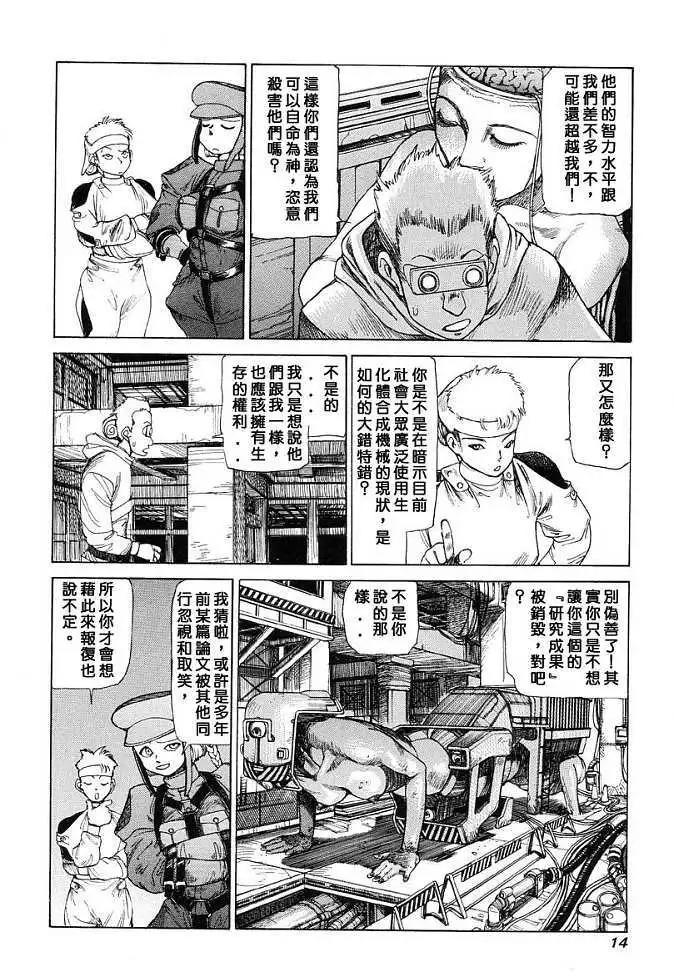 他們的智力水平跟
我們差不多，不，
可能還超越我們！
這樣你們還認為我們
可以自命為神，恣意
殺害他們嗎？
那又怎麼樣？
你是不是在暗示目前
社會大眾廣泛使用生
化體合成機械的現狀，是
如何的大錯特錯？
不是的
...
我只是想說他
們跟我一樣，
也應該擁有生
存的權利..
別偽善了！其
實你只是不想
讓你這個的
『研究成果』
被銷毀，對吧
？
不是你
說的那
樣..
我猜啦，或許是多年
前某篇論文被其他同
行忽視和取笑，
所以你才會想
藉此來報復也
說不定。
14